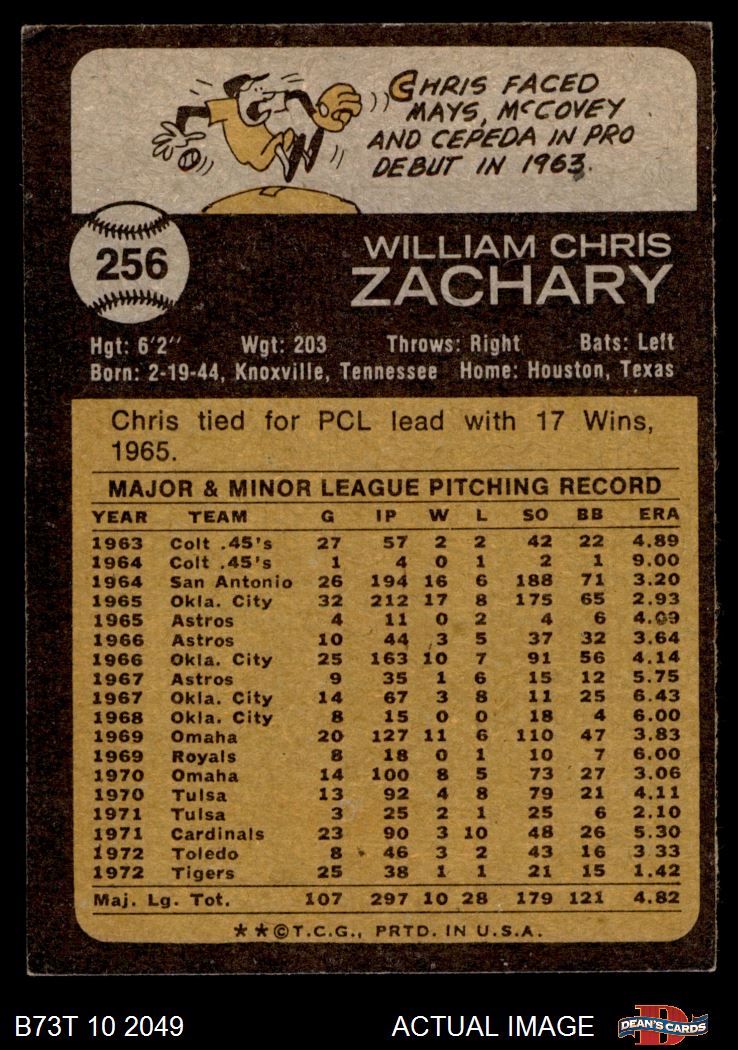 CHRIS FACED
MAYS, McCOVEY
AND CEPEDA IN PRO
DEBUT IN 1963.
256
WILLIAM CHRIS
ZACHARY
Hgt: 6'2" Wgt: 203 Throws: Right Bats: Left
Born: 2-19-44, Knoxville, Tennessee Home: Houston, Texas
Chris tied for PCL lead with 17 Wins,
1965.
MAJOR & MINOR LEAGUE PITCHING RECORD
YEAR TEAM G IP W L SO BB ERA
1963 Colt .45's 27 57 2 2 42 22 4.89
1964 Colt .45's 1 4 0 1 2 1 9.00
1964 San Antonio 26 194 16 6 188 71 3.20
1965 Okla. City 32 212 17 8 175 65 2.93
1965 Astros 4 11 0 2 4 6 4.09
1966 Astros 10 44 3 5 37 32 3.64
1966 Okla. City 25 163 10 7 91 56 4.14
1967 Astros 9 35 1 6 15 12 5.75
1967 Okla. City 14 67 3 8 11 25 6.43
1968 Okla. City 8 15 0 0 18 4 6.00
1969 Omaha 20 127 11 6 110 47 3.83
1969 Royals 8 18 0 1 10 7 6.00
1970 Omaha 14 100 8 5 73 27 3.06
1970 Tulsa 13 92 4 8 79 21 4.11
1971 Tulsa 3 25 2 1 25 6 2.10
1971 Cardinals 23 90 3 10 48 26 5.30
1972 Toledo 8 46 3 2 43 16 3 33
1972 Tigers 25 38 1 1 21 15 1.42
Maj. Lg. Tot. 107 297 10 28 179 121 4.82
★★©T.C.G., PRTD. IN U.S.A.
B73T 10 2049 ACTUAL IMAGE D DEAN'S CARDS